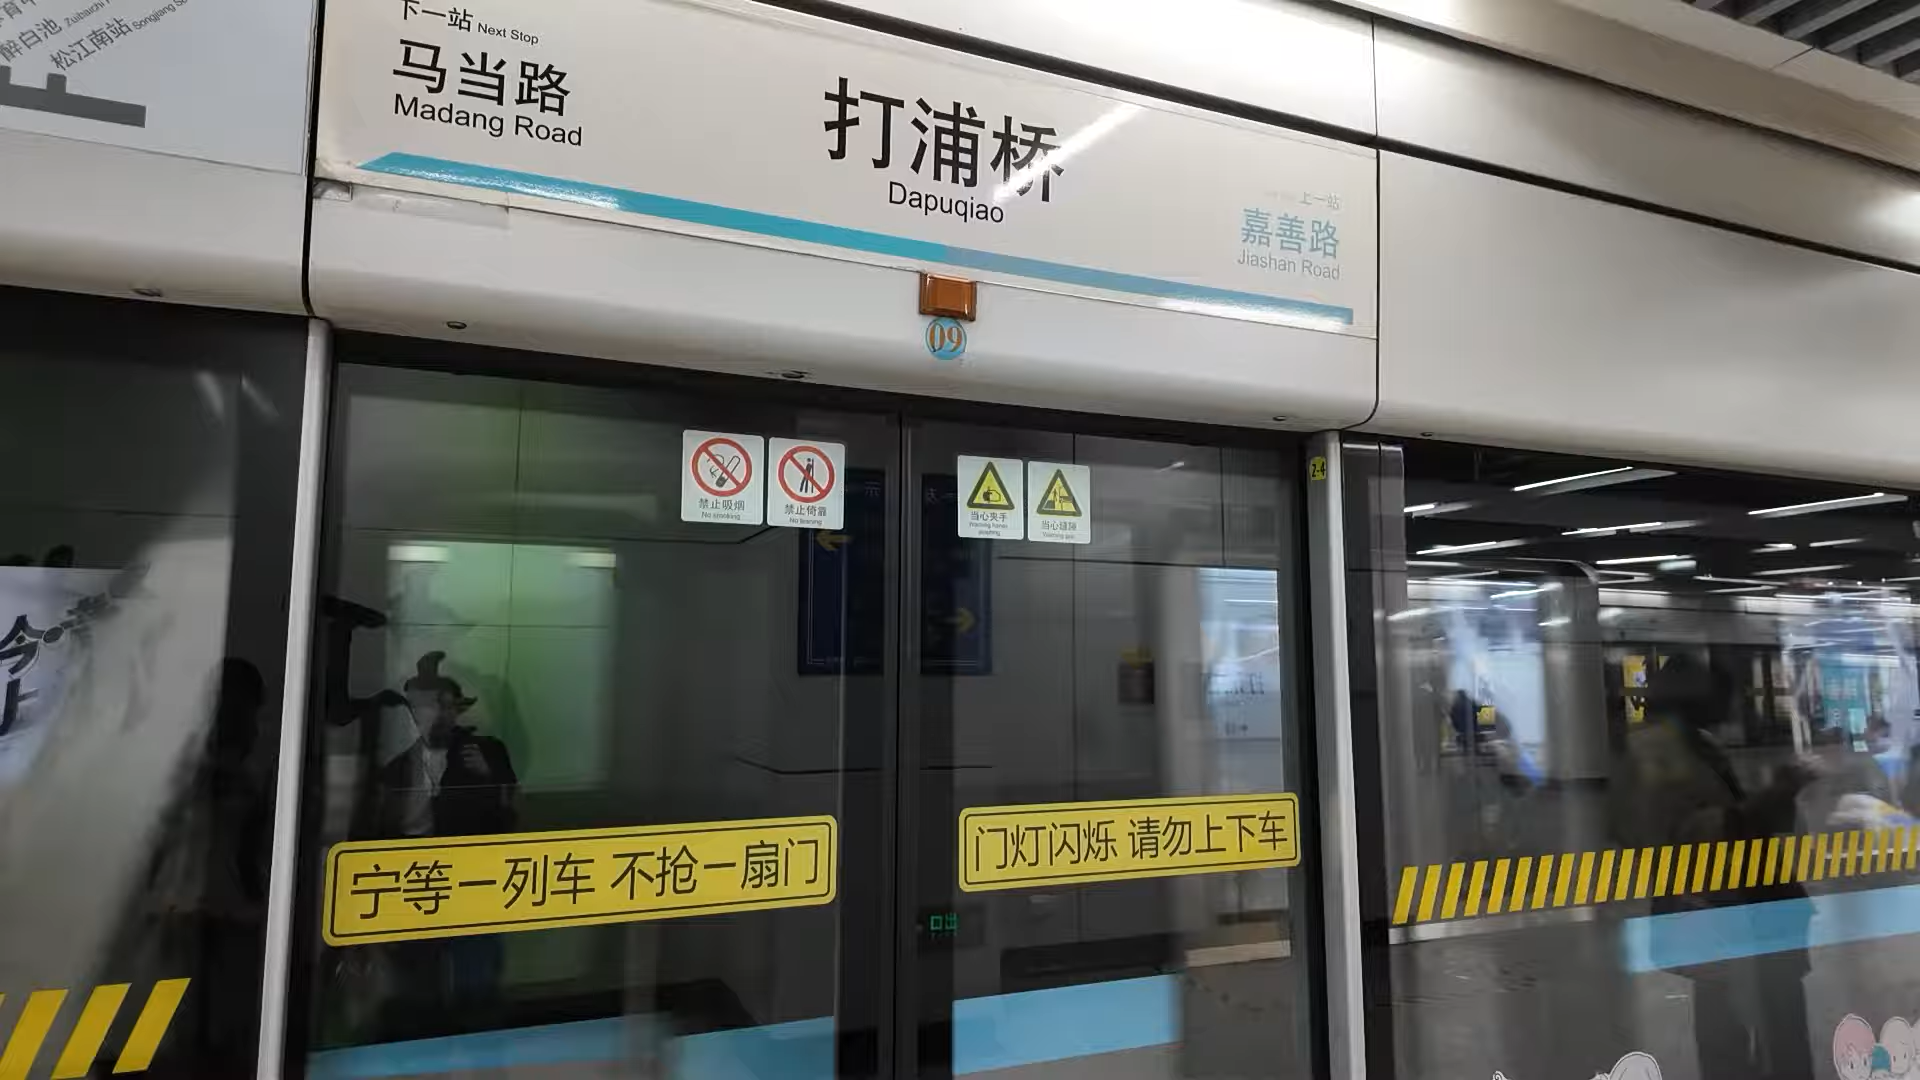 醉白池
松江南站 Songjiang
下一站 Next Stop
马当路
Madang Road
打浦桥
Dapuqiao
上一站
嘉善路
Jiashan Road
09
2-4
禁止吸烟
No smoking
禁止倚靠
No leaning
当心夹手
当心缝隙
宁等一列车 不抢一扇门
门灯闪烁 请勿上下车